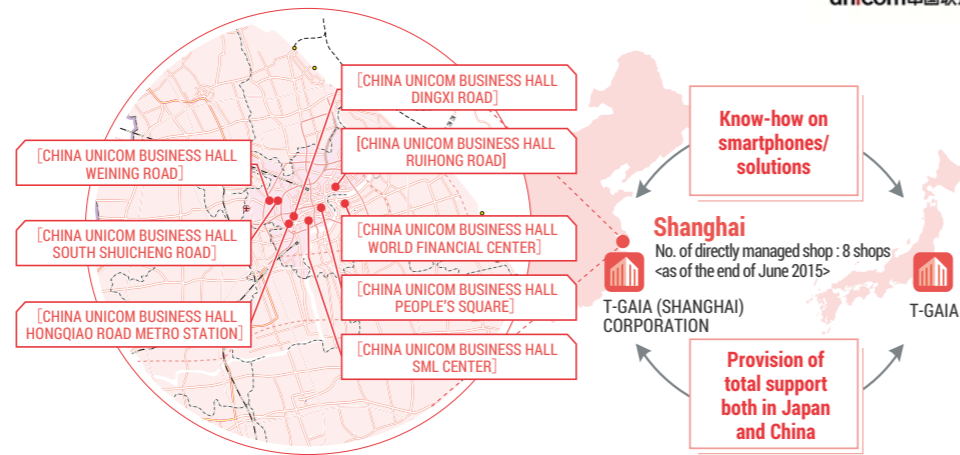 [CHINA UNICOM BUSINESS HALL
DINGXI ROAD]
[CHINA UNICOM BUSINESS HALL
RUIHONG ROAD]
[CHINA UNICOM BUSINESS HALL
WEINING ROAD]
[CHINA UNICOM BUSINESS HALL
SOUTH SHUICHENG ROAD]
[CHINA UNICOM BUSINESS HALL
WORLD FINANCIAL CENTER]
[CHINA UNICOM BUSINESS HALL
PEOPLE'S SQUARE]
[CHINA UNICOM BUSINESS HALL
HONGQIAO ROAD METRO STATION]
[CHINA UNICOM BUSINESS HALL
SML CENTER]
Know-how on
smartphones/
solutions
Shanghai
No. of directly managed shop : 8 shops
<as of the end of June 2015>
T-GAIA (SHANGHAI)
CORPORATION
T-GAIA
Provision of
total support
both in Japan
and China